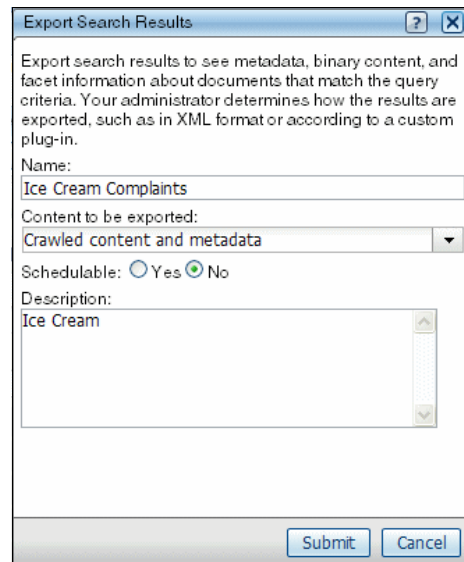 Export Search Results
?
X
Export search results to see metadata, binary content, and
facet information about documents that match the query
criteria. Your administrator determines how the results are
exported, such as in XML format or according to a custom
plug-in.
Name:
Ice Cream Complaints
Content to be exported:
Crawled content and metadata
Schedulable: Yes No
Description:
Ice Cream
Submit Cancel